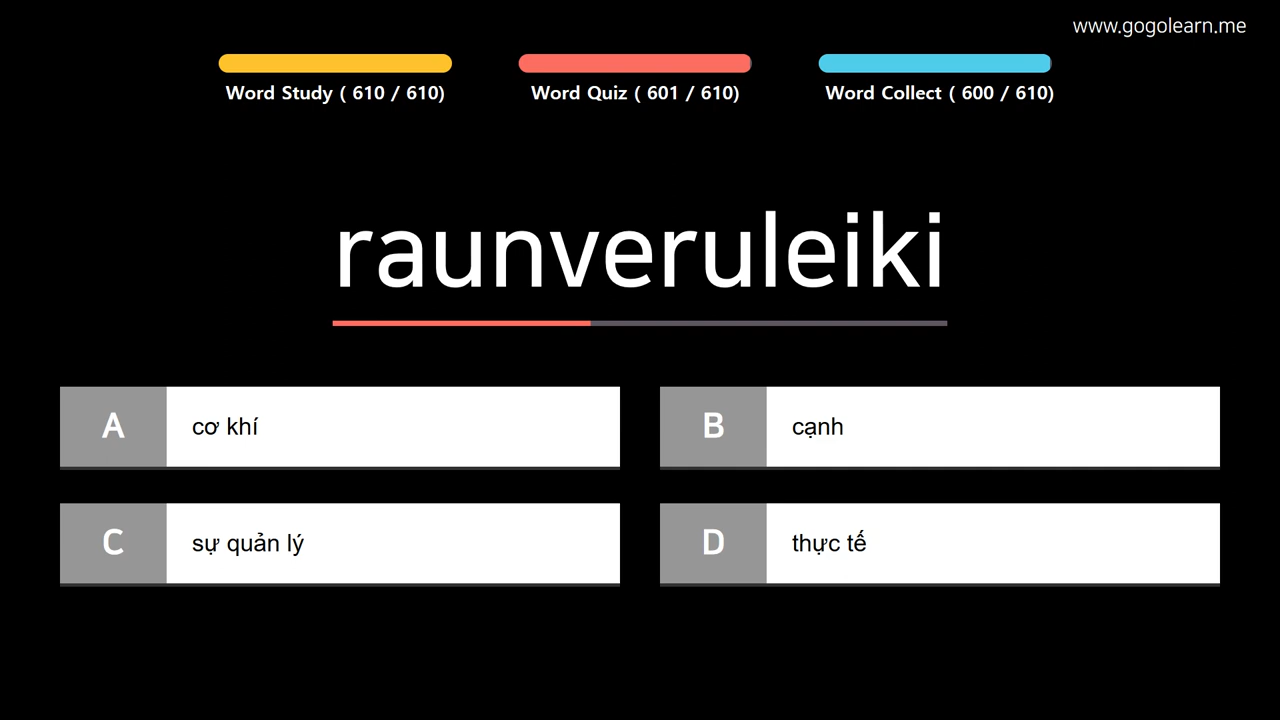 www.gogolearn.me
Word Study ( 610 / 610)
Word Quiz ( 601 / 610)
Word Collect ( 600 / 610)
raunveruleiki
A cơ khí
B cạnh
C sự quản lý
D thực tế